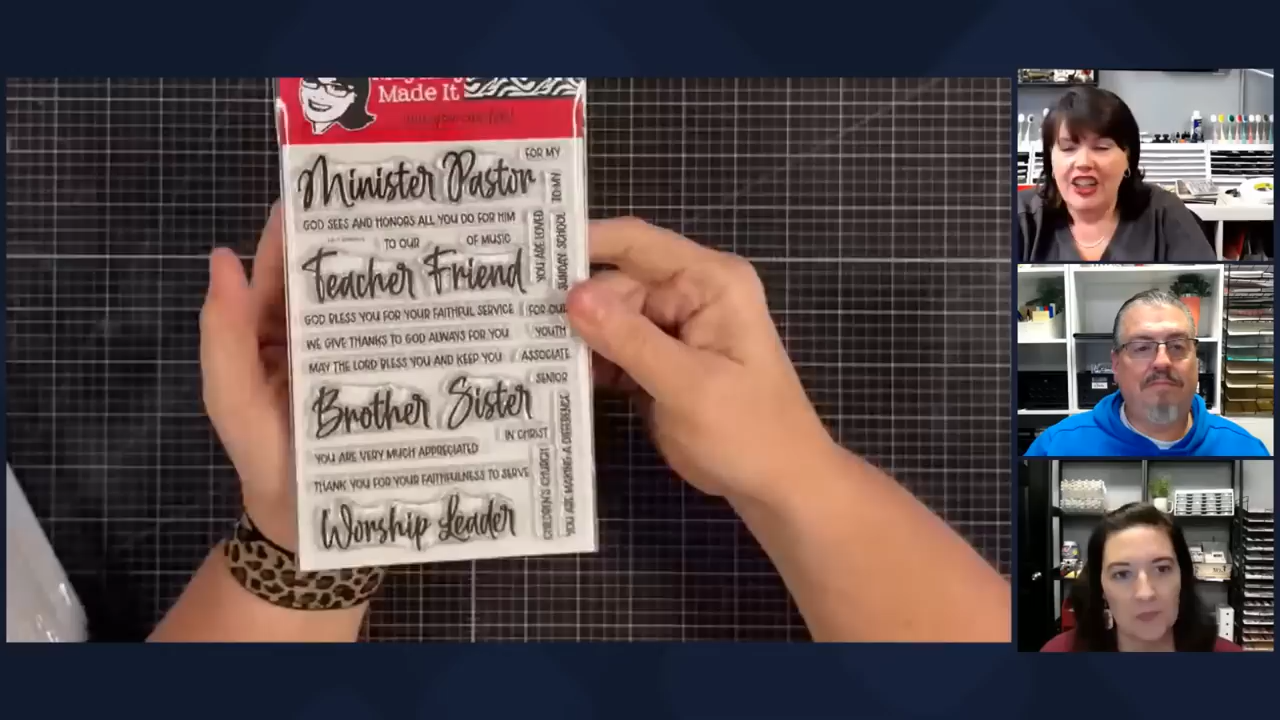 Made It
Minister Pastor
FOR MY
TO MY
GOD SEES AND HONORS ALL YOU DO FOR HIM
TO OUR
OF MUSIC
YOU ARE LOVED
SUNDAY SCHOOL
Teacher Friend
GOD BLESS YOU FOR YOUR FAITHFUL SERVICE
FOR OUR
WE GIVE THANKS TO GOD ALWAYS FOR YOU
YOUTH
MAY THE LORD BLESS YOU AND KEEP YOU
ASSOCIATE
SENIOR
Brother Sister
IN CHRIST
YOU ARE VERY MUCH APPRECIATED
THANK YOU FOR YOUR FAITHFULNESS TO SERVE
CHILDREN'S CHURCH
YOU ARE MAKING A DIFFERENCE
Worship Leader